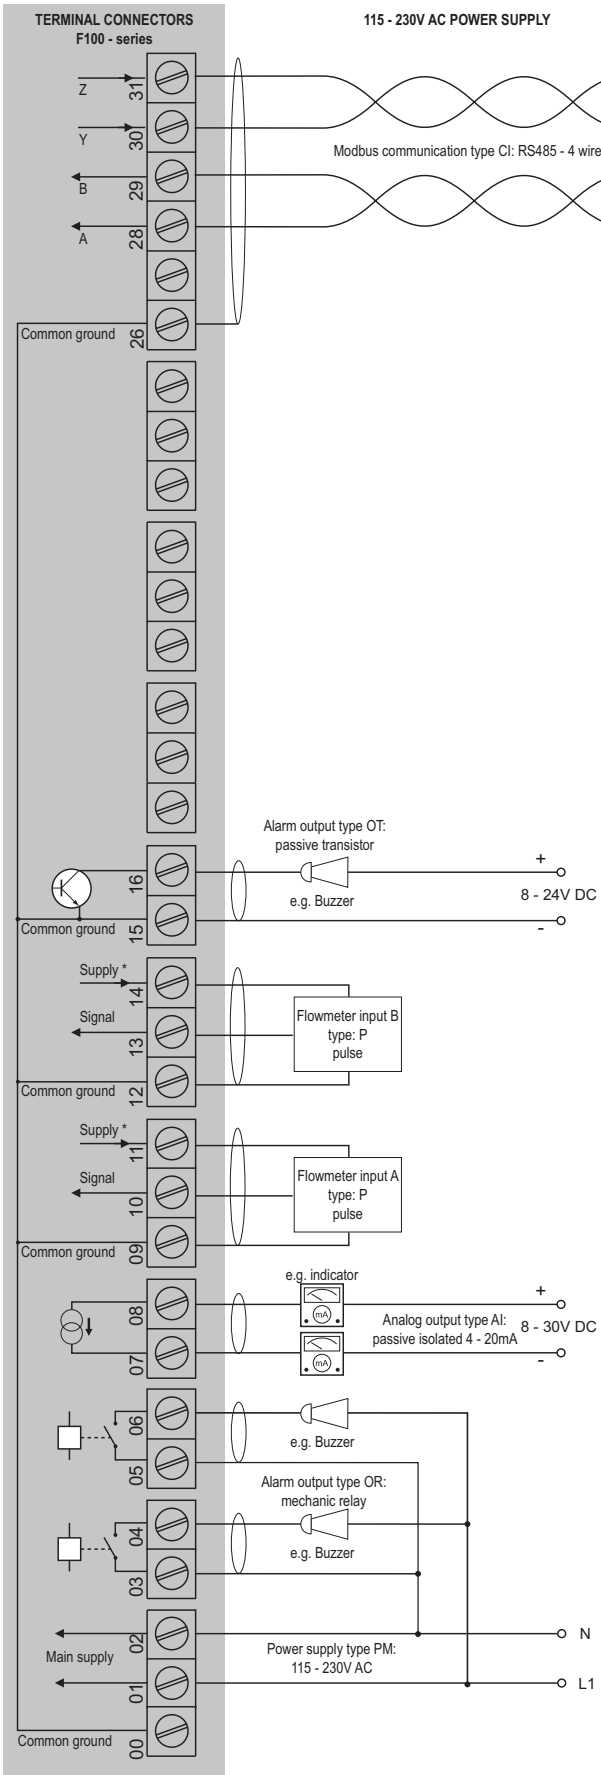 TERMINAL CONNECTORS
F100 - series
115 - 230V AC POWER SUPPLY
Z
31
Y
30
Modbus communication type CI: RS485 - 4 wire
B
29
A
28
Common ground
26
Alarm output type OT:
passive transistor
16
e.g. Buzzer
+
8 - 24V DC
-
Common ground
15
Supply *
14
Signal
13
Flowmeter input B
type: P
pulse
Common ground
12
Supply *
11
Signal
10
Flowmeter input A
type: P
pulse
Common ground
09
e.g. indicator
08
mA
+
Analog output type AI:
passive isolated 4 - 20mA
8 - 30V DC
07
mA
-
06
e.g. Buzzer
05
Alarm output type OR:
mechanic relay
04
e.g. Buzzer
03
02
N
Main supply
Power supply type PM:
115 - 230V AC
01
L1
Common ground
00